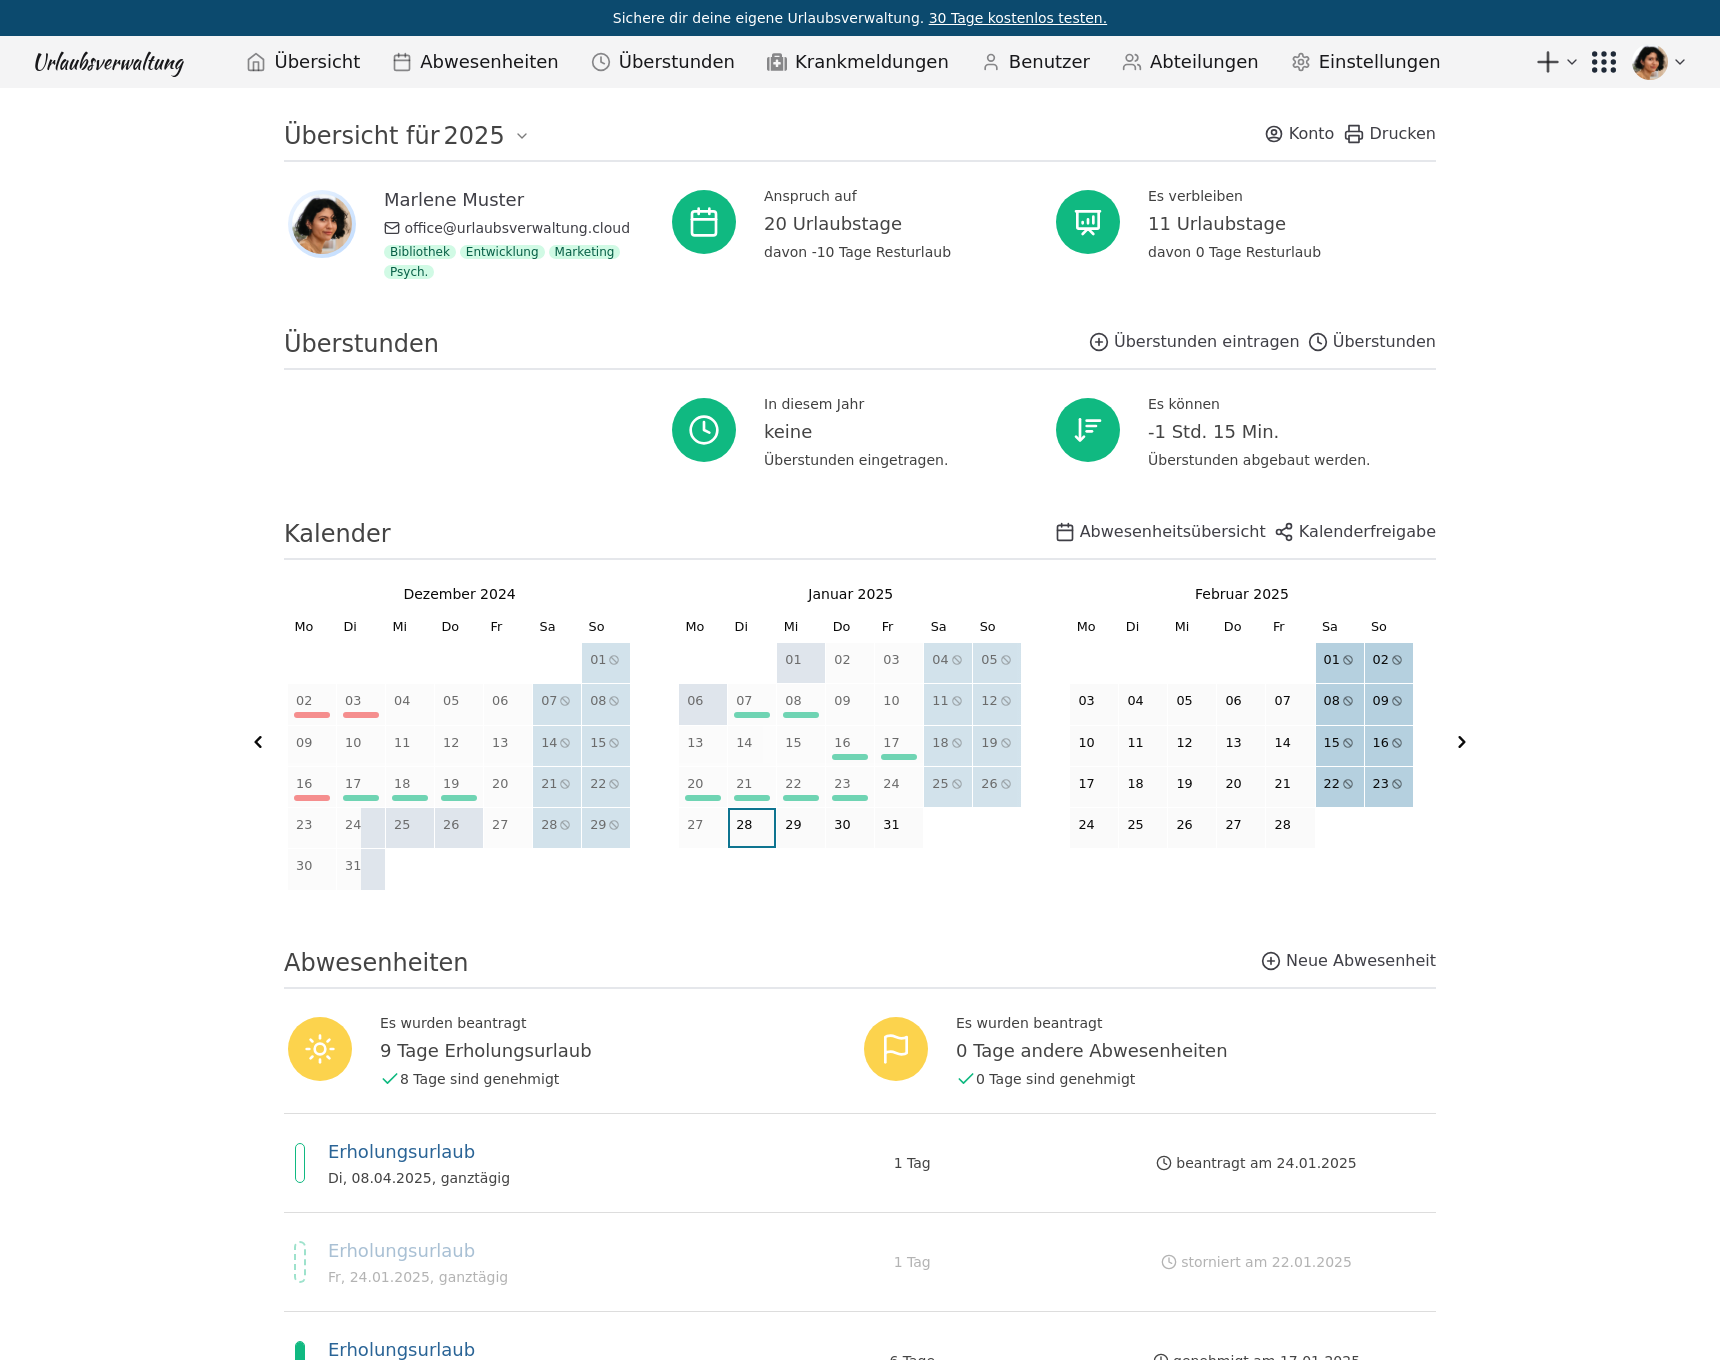 Sichere dir deine eigene Urlaubsverwaltung. 30 Tage kostenlos testen.
Urlaubsverwaltung Übersicht Abwesenheiten Überstunden Krankmeldungen Benutzer Abteilungen Einstellungen
Übersicht für 2025 Konto Drucken
Marlene Muster
office@urlaubsverwaltung.cloud
Bibliothek Entwicklung Marketing
Psych.
Anspruch auf
20 Urlaubstage
davon -10 Tage Resturlaub
Es verbleiben
11 Urlaubstage
davon 0 Tage Resturlaub
Überstunden Überstunden eintragen Überstunden
In diesem Jahr
keine
Überstunden eingetragen.
Es können
-1 Std. 15 Min.
Überstunden abgebaut werden.
Kalender Abwesenheitsübersicht Kalenderfreigabe
Dezember 2024
Mo Di Mi Do Fr Sa So
01
02 03 04 05 06 07 08
09 10 11 12 13 14 15
16 17 18 19 20 21 22
23 24 25 26 27 28 29
30 31
Januar 2025
Mo Di Mi Do Fr Sa So
01 02 03 04 05
06 07 08 09 10 11 12
13 14 15 16 17 18 19
20 21 22 23 24 25 26
27 28 29 30 31
Februar 2025
Mo Di Mi Do Fr Sa So
01 02
03 04 05 06 07 08 09
10 11 12 13 14 15 16
17 18 19 20 21 22 23
24 25 26 27 28
Abwesenheiten Neue Abwesenheit
Es wurden beantragt
9 Tage Erholungsurlaub
8 Tage sind genehmigt
Es wurden beantragt
0 Tage andere Abwesenheiten
0 Tage sind genehmigt
Erholungsurlaub
Di, 08.04.2025, ganztägig
1 Tag
beantragt am 24.01.2025
Erholungsurlaub
Fr, 24.01.2025, ganztägig
1 Tag
storniert am 22.01.2025
Erholungsurlaub
6 Tage
genehmigt am 17.01.2025